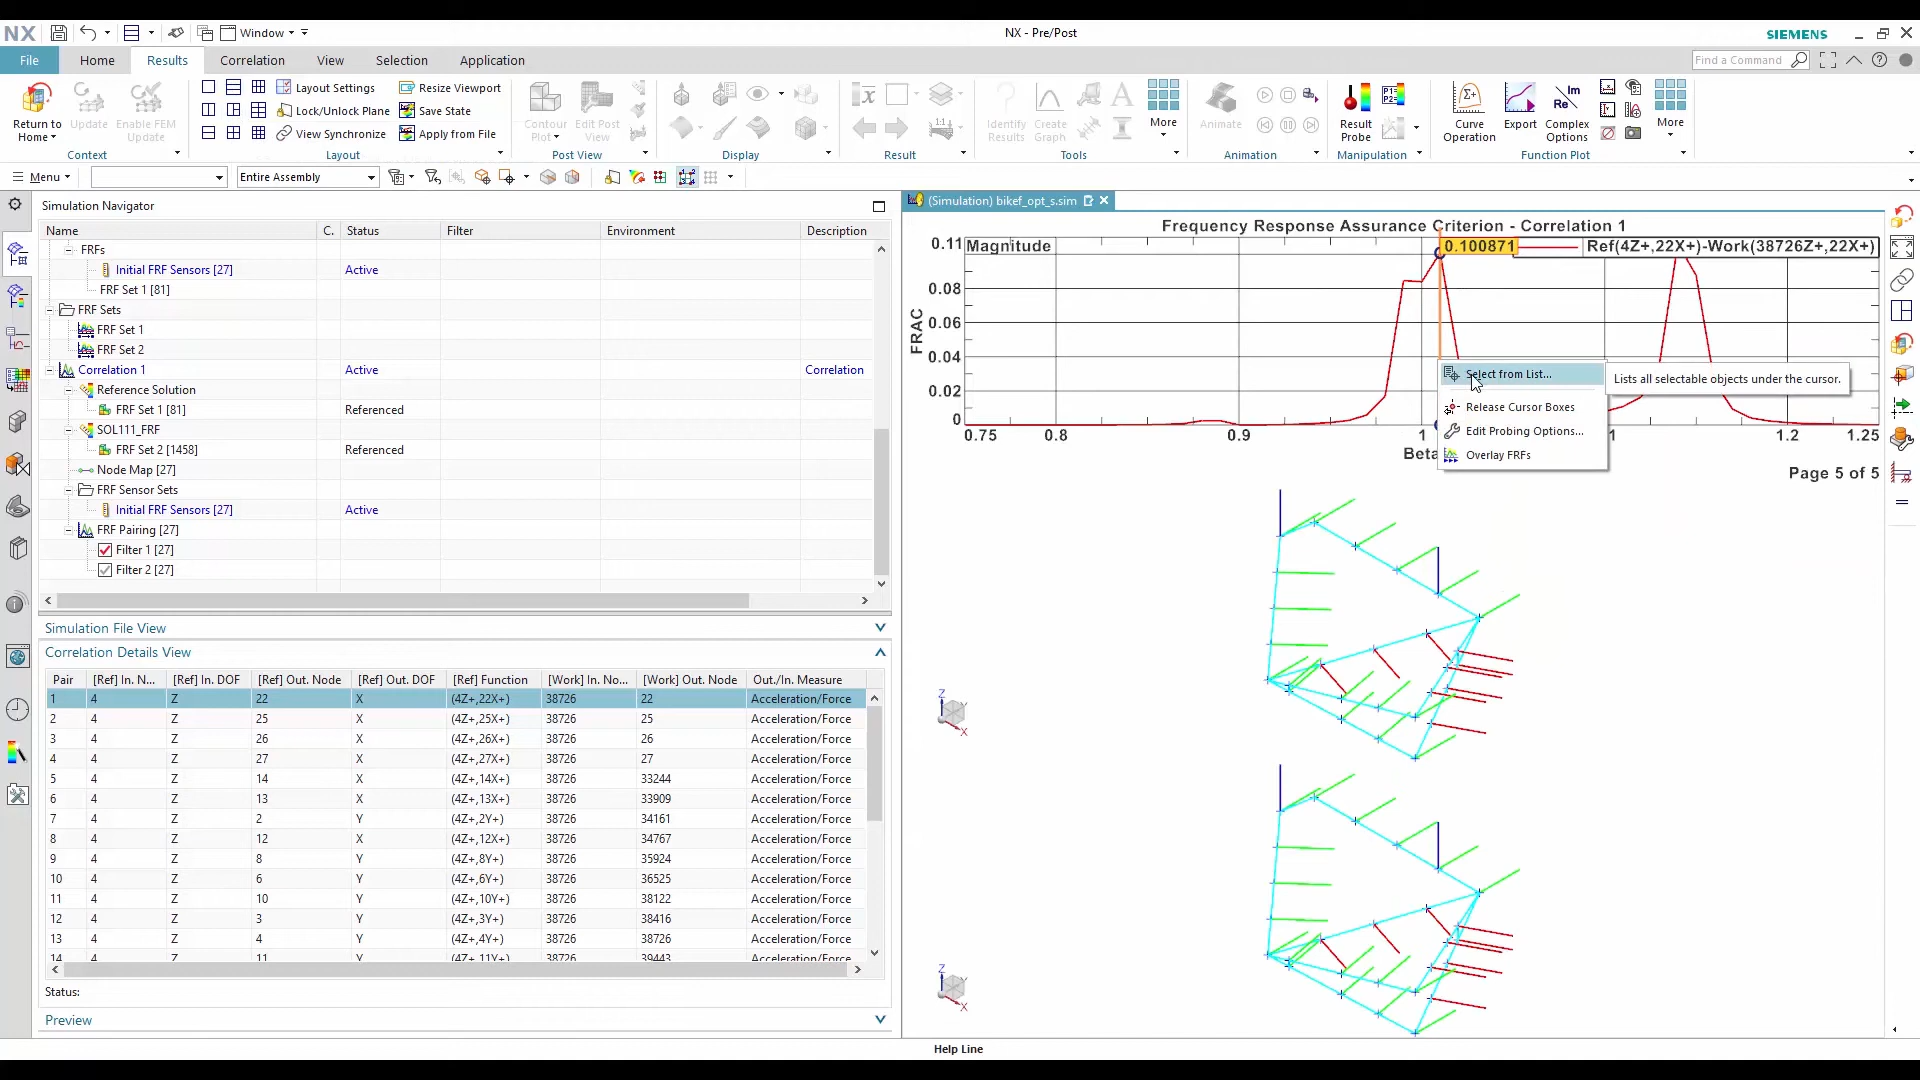 NX Window NX - Pre/Post SIEMENS
File Home Results Correlation View Selection Application Find a Command
Return to Home Update Enable FEM Update
Context
Layout Settings
Lock/Unlock Plane
View Synchronize
Resize Viewport
Save State
Apply from File
Layout
Contour Plot Edit Post View
Post View
Display
1:1
Result
Identify Results Create Graph More
Tools
Animate
Animation
Result Probe
Manipulation
Curve Operation Export Re Im Complex Options More
Function Plot
Menu Entire Assembly
Simulation Navigator
Name C. Status Filter Environment Description
FRFs
Initial FRF Sensors [27] Active
FRF Set 1 [81]
FRF Sets
FRF Set 1
FRF Set 2
Correlation 1 Active Correlation
Reference Solution
FRF Set 1 [81] Referenced
SOL111_FRF
FRF Set 2 [1458] Referenced
Node Map [27]
FRF Sensor Sets
Initial FRF Sensors [27] Active
FRF Pairing [27]
Filter 1 [27]
Filter 2 [27]
Simulation File View
Correlation Details View
Pair [Ref] In. N... [Ref] In. DOF [Ref] Out. Node [Ref] Out. DOF [Ref] Function [Work] In. No... [Work] Out. Node Out./In. Measure
1 4 Z 22 X (4Z+,22X+) 38726 22 Acceleration/Force
2 4 Z 25 X (4Z+,25X+) 38726 25 Acceleration/Force
3 4 Z 26 X (4Z+,26X+) 38726 26 Acceleration/Force
4 4 Z 27 X (4Z+,27X+) 38726 27 Acceleration/Force
5 4 Z 14 X (4Z+,14X+) 38726 33244 Acceleration/Force
6 4 Z 13 X (4Z+,13X+) 38726 33909 Acceleration/Force
7 4 Z 2 Y (4Z+,2Y+) 38726 34161 Acceleration/Force
8 4 Z 12 X (4Z+,12X+) 38726 34767 Acceleration/Force
9 4 Z 8 Y (4Z+,8Y+) 38726 35924 Acceleration/Force
10 4 Z 6 Y (4Z+,6Y+) 38726 36525 Acceleration/Force
11 4 Z 10 Y (4Z+,10Y+) 38726 38122 Acceleration/Force
12 4 Z 3 Y (4Z+,3Y+) 38726 38416 Acceleration/Force
13 4 Z 4 Y (4Z+,4Y+) 38726 38726 Acceleration/Force
14 4 Z 11 Y (4Z+,11Y+) 38726 39443 Acceleration/Force
Status:
Preview
(Simulation) bikef_opt_s.sim
Frequency Response Assurance Criterion - Correlation 1
0.11 Magnitude 0.100871 Ref(4Z+,22X+)-Work(38726Z+,22X+)
0.08
0.06
0.04
0.02
0
FRAC
0.75 0.8 0.9 1 1 1.2 1.25
Beta
Page 5 of 5
Select from List...
Lists all selectable objects under the cursor.
Release Cursor Boxes
Edit Probing Options...
Overlay FRFs
Z
X
Z
X
Help Line